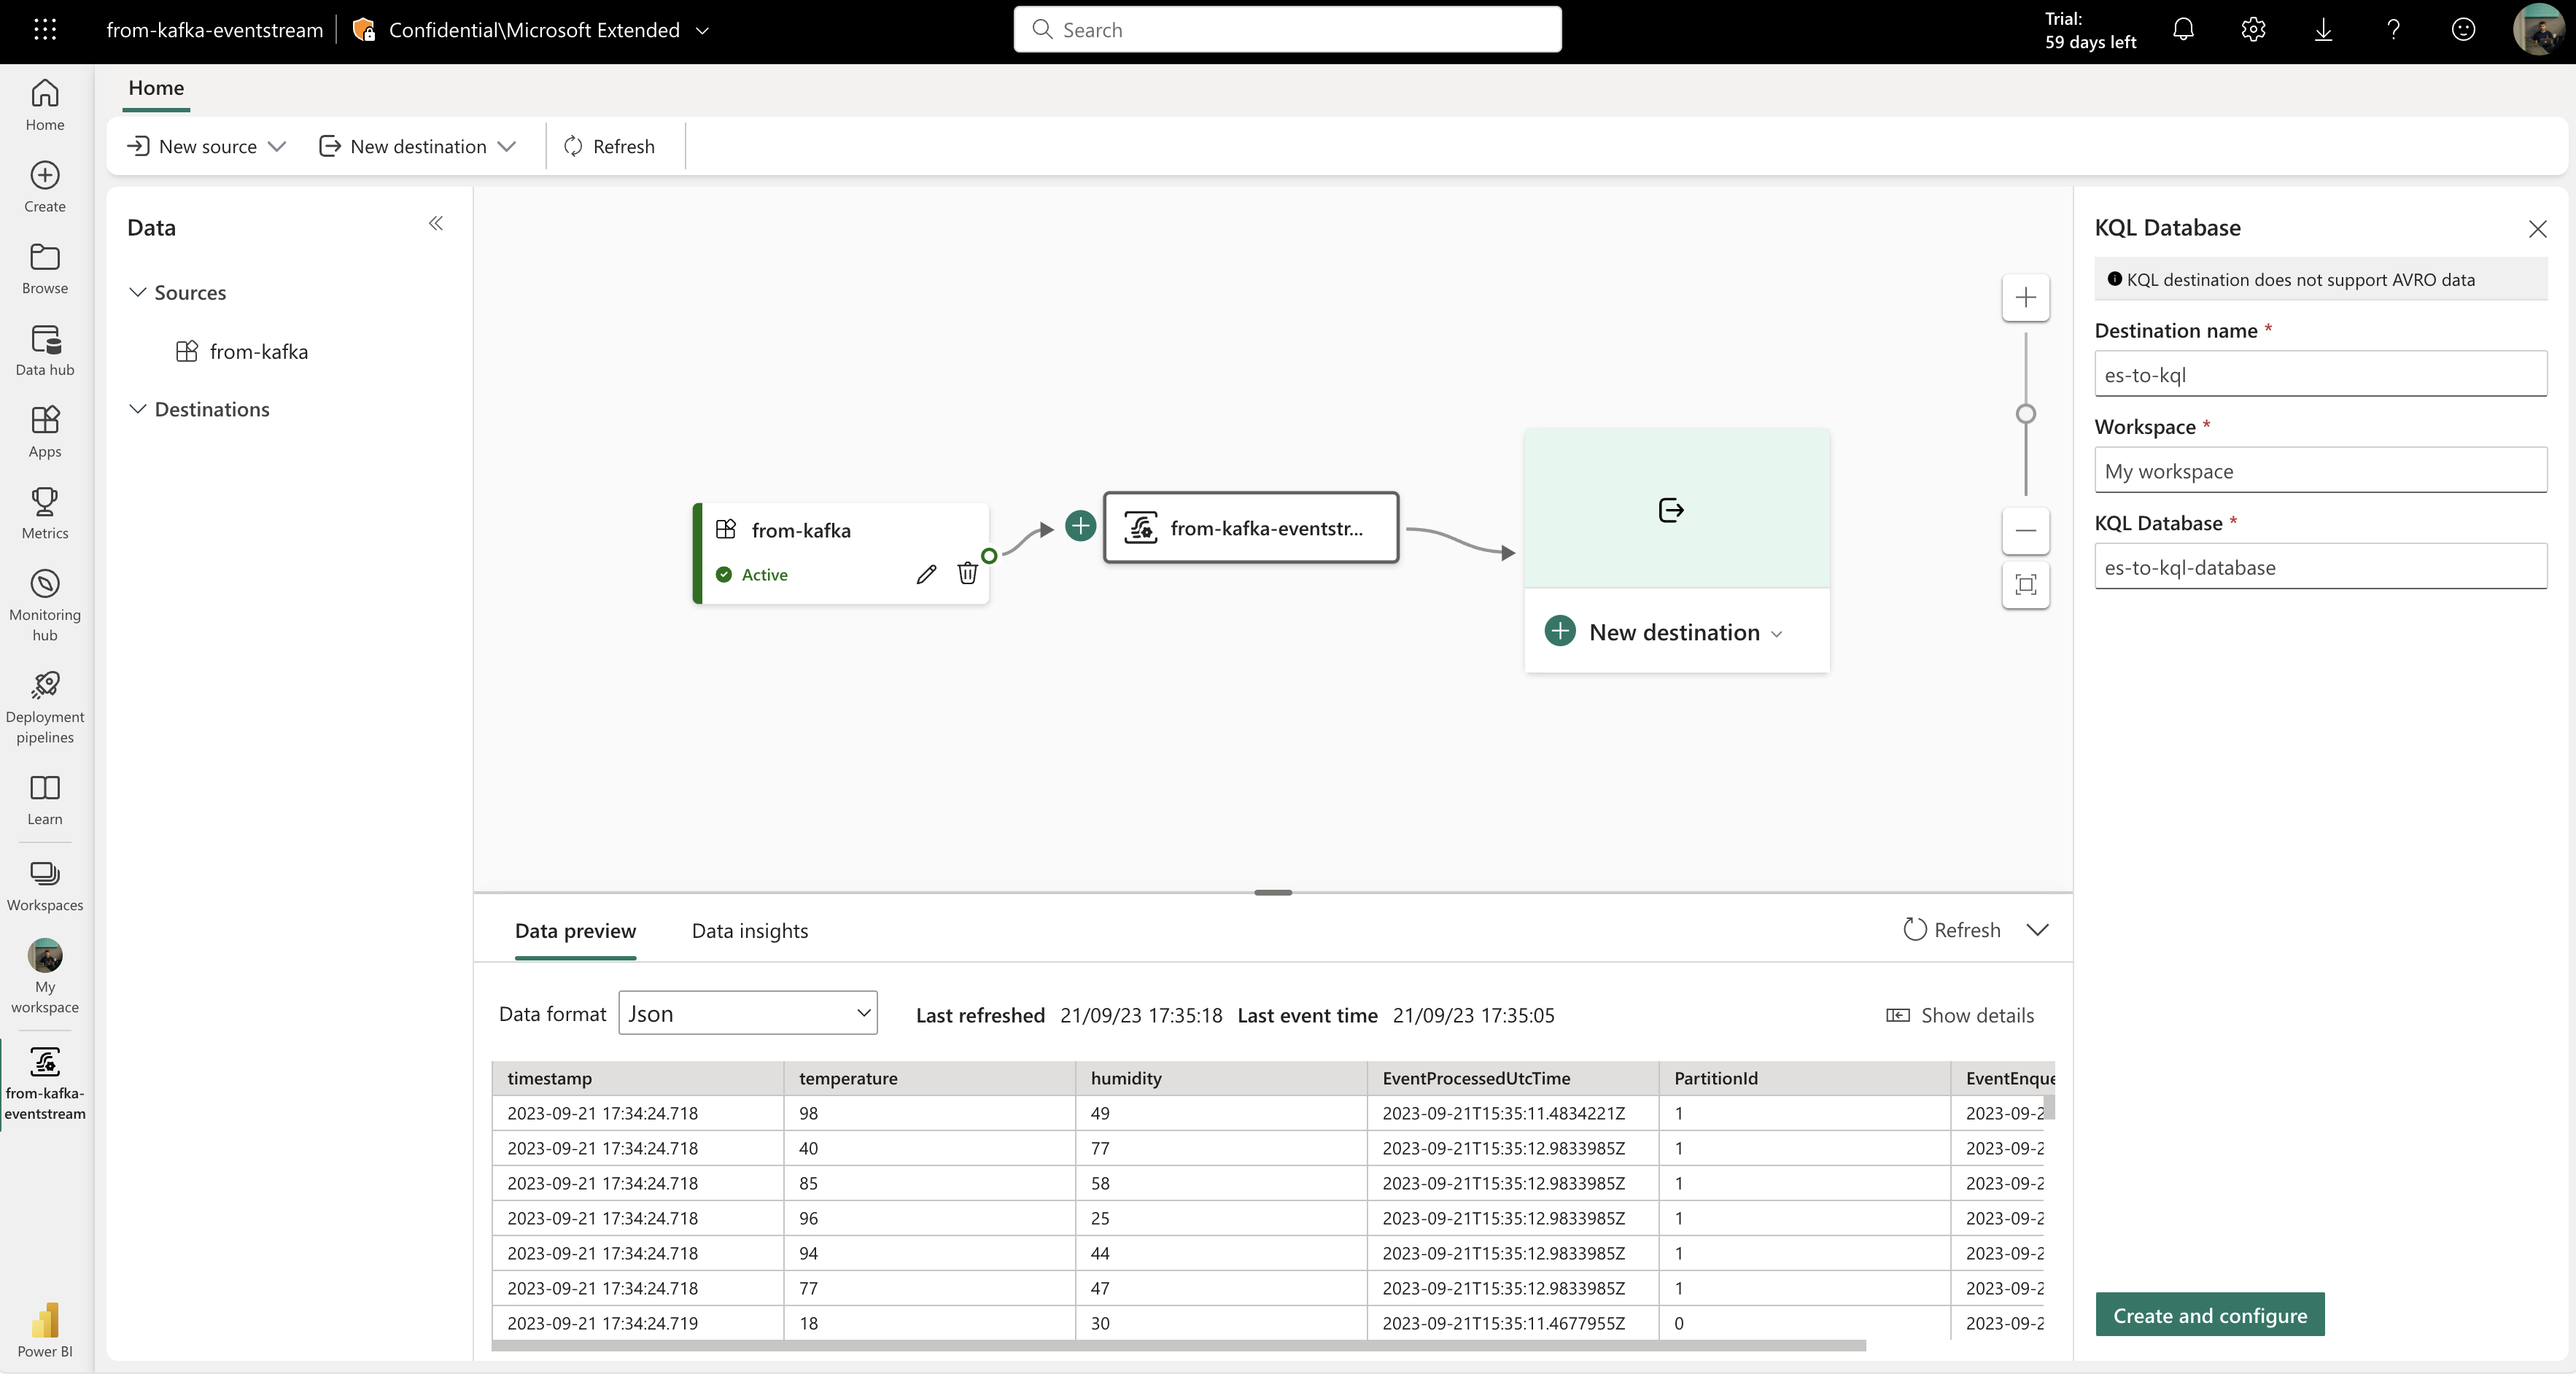 from-kafka-eventstream
Confidential\Microsoft Extended
Search
Trial:
59 days left
Home
Create
Browse
Data hub
Apps
Metrics
Monitoring
hub
Deployment
pipelines
Learn
Workspaces
My
workspace
from-kafka-
eventstream
Power BI
Home
New source
New destination
Refresh
Data
Sources
from-kafka
Destinations
from-kafka
Active
from-kafka-eventstr...
New destination
Data preview
Data insights
Refresh
Data format
Json
Last refreshed 21/09/23 17:35:18 Last event time 21/09/23 17:35:05
Show details
timestamp temperature humidity EventProcessedUtcTime PartitionId EventEnque
2023-09-21 17:34:24.718 98 49 2023-09-21T15:35:11.4834221Z 1 2023-09-2
2023-09-21 17:34:24.718 40 77 2023-09-21T15:35:12.9833985Z 1 2023-09-2
2023-09-21 17:34:24.718 85 58 2023-09-21T15:35:12.9833985Z 1 2023-09-2
2023-09-21 17:34:24.718 96 25 2023-09-21T15:35:12.9833985Z 1 2023-09-2
2023-09-21 17:34:24.718 94 44 2023-09-21T15:35:12.9833985Z 1 2023-09-2
2023-09-21 17:34:24.718 77 47 2023-09-21T15:35:12.9833985Z 1 2023-09-2
2023-09-21 17:34:24.719 18 30 2023-09-21T15:35:11.4677955Z 0 2023-09-2
KQL Database
KQL destination does not support AVRO data
Destination name *
es-to-kql
Workspace *
My workspace
KQL Database *
es-to-kql-database
Create and configure